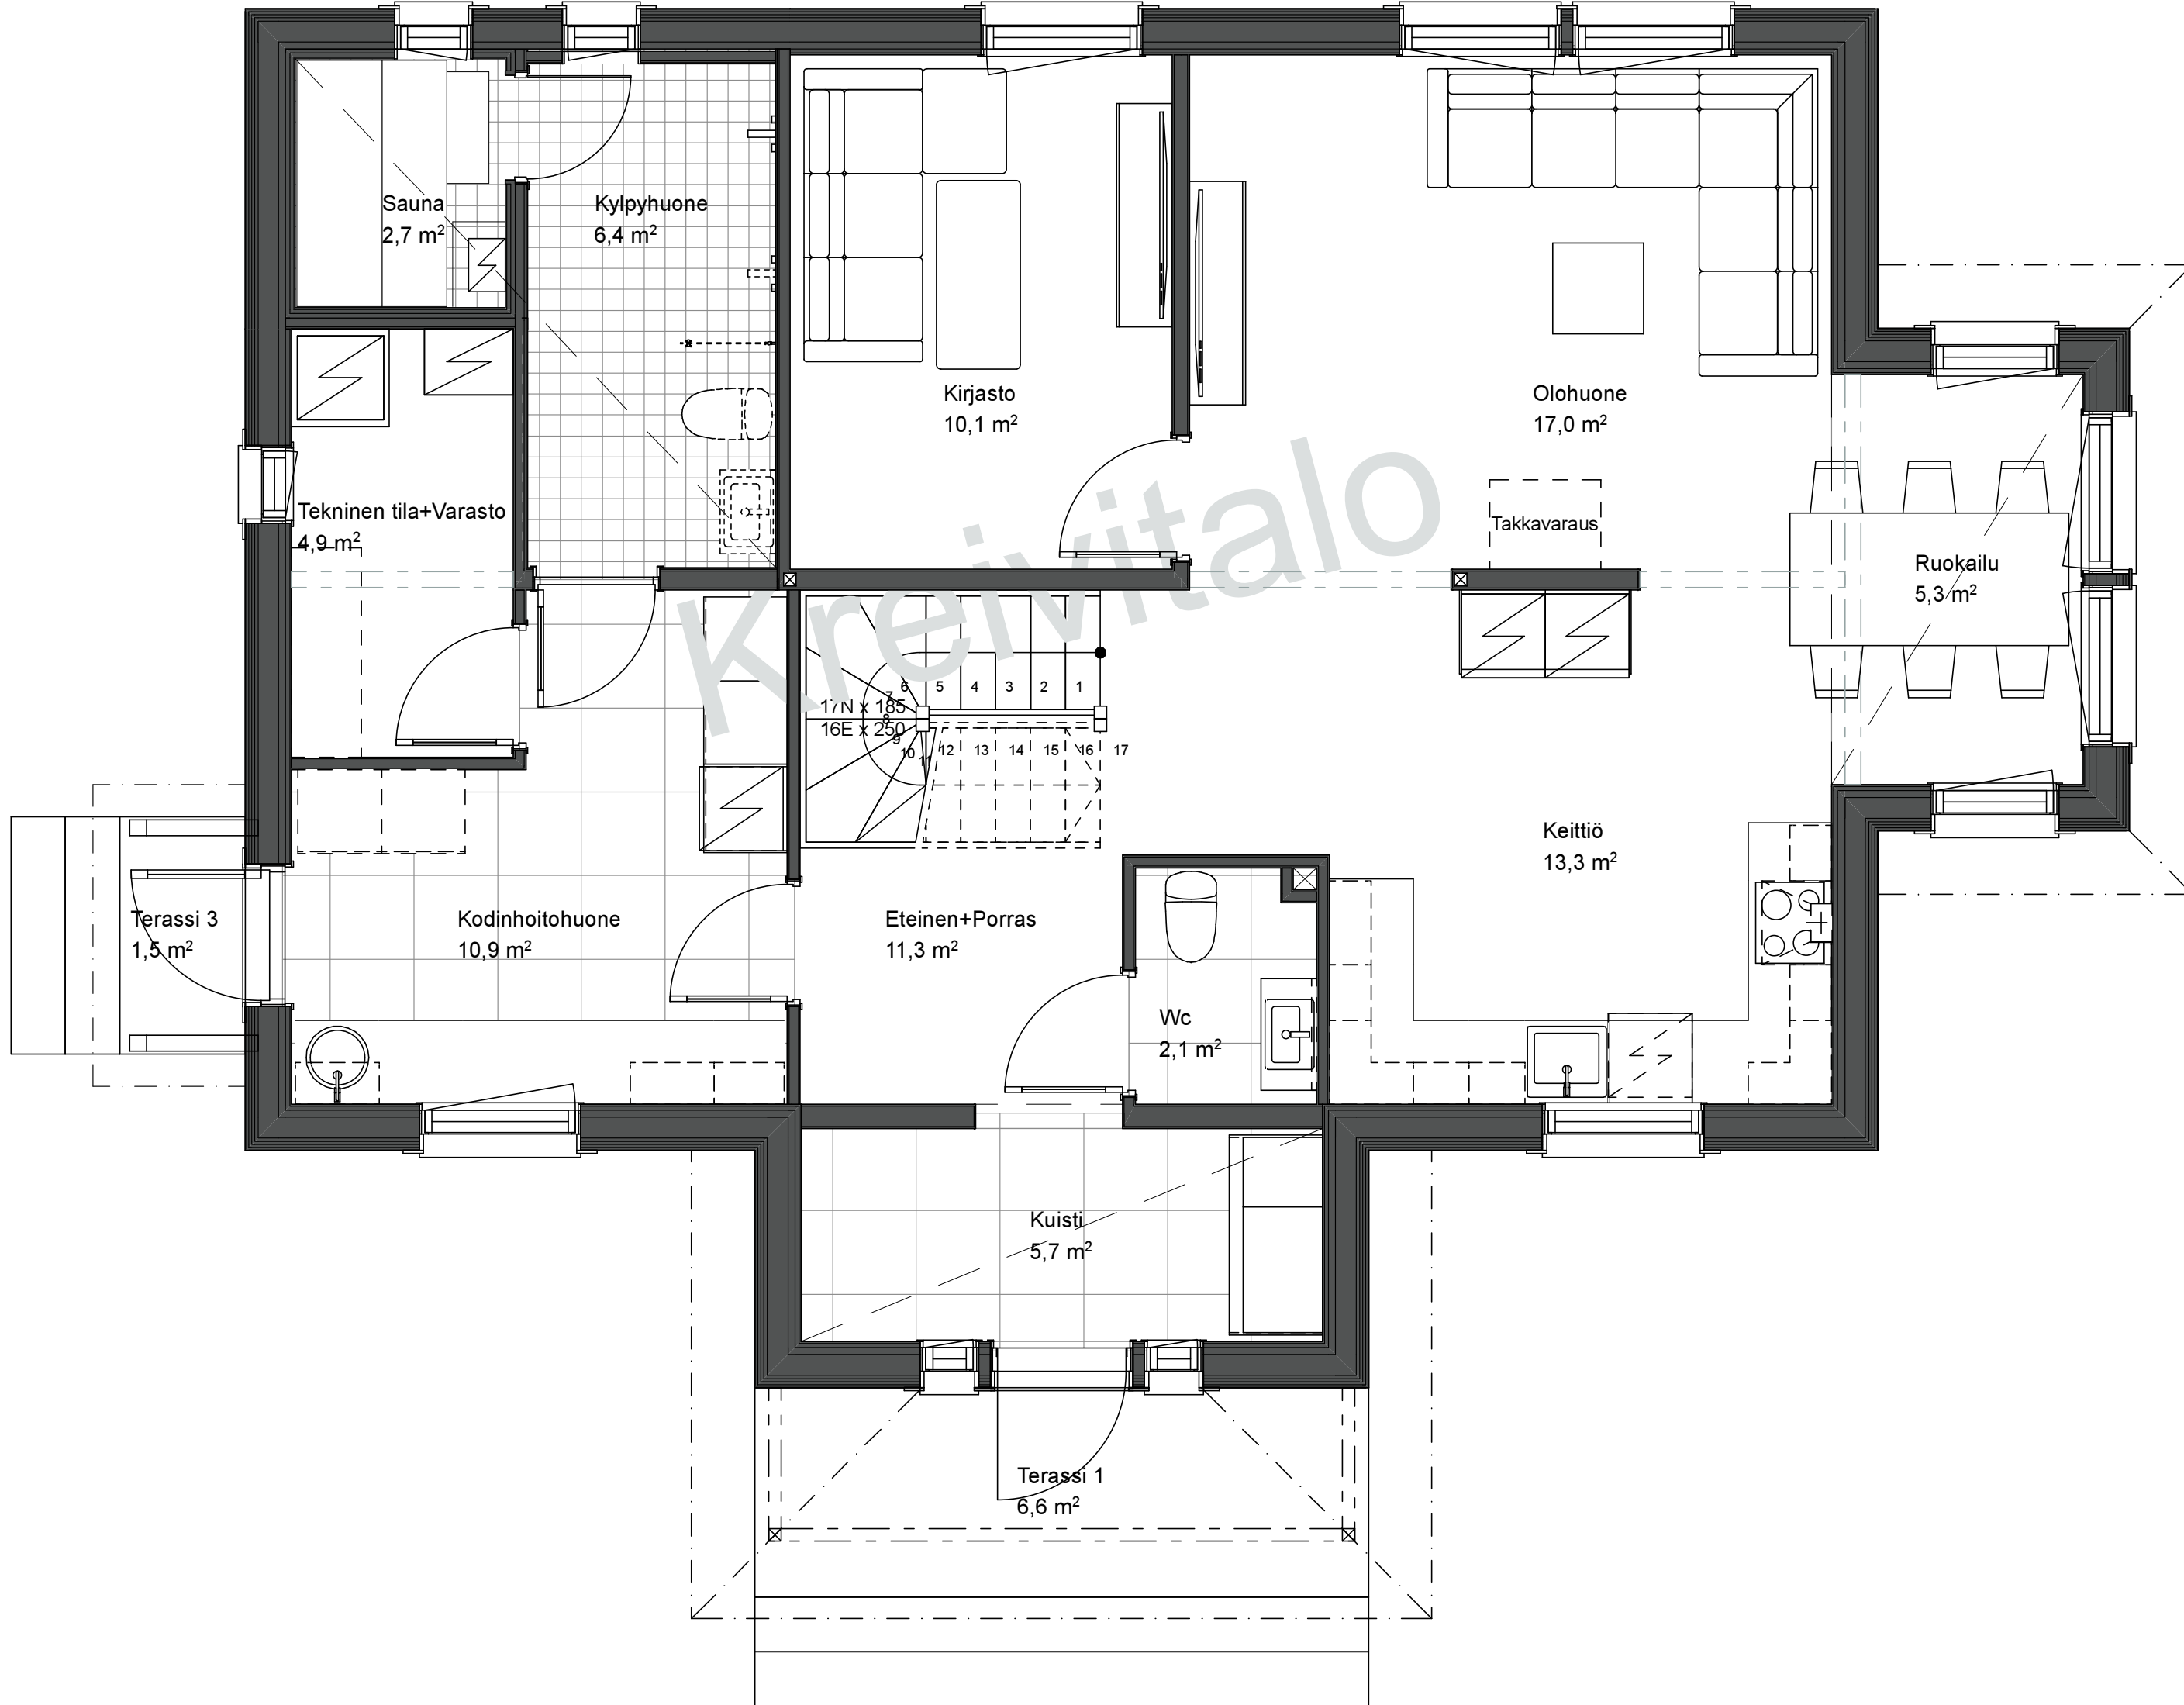 Sauna
2,7 m²
Kylpyhuone
6,4 m²
Kirjasto
10,1 m²
Olohuone
17,0 m²
Tekninen tila+Varasto
4,9 m²
Takkavaraus
Ruokailu
5,3 m²
Kreivitalo
6 5 4 3 2 1
7
17N x 185
8
16E x 250
9
10 12 13 14 15 16 17
11
Keittiö
13,3 m²
Terassi 3
1,5 m²
Kodinhoitohuone
10,9 m²
Eteinen+Porras
11,3 m²
Wc
2,1 m²
Kuisti
5,7 m²
Terassi 1
6,6 m²